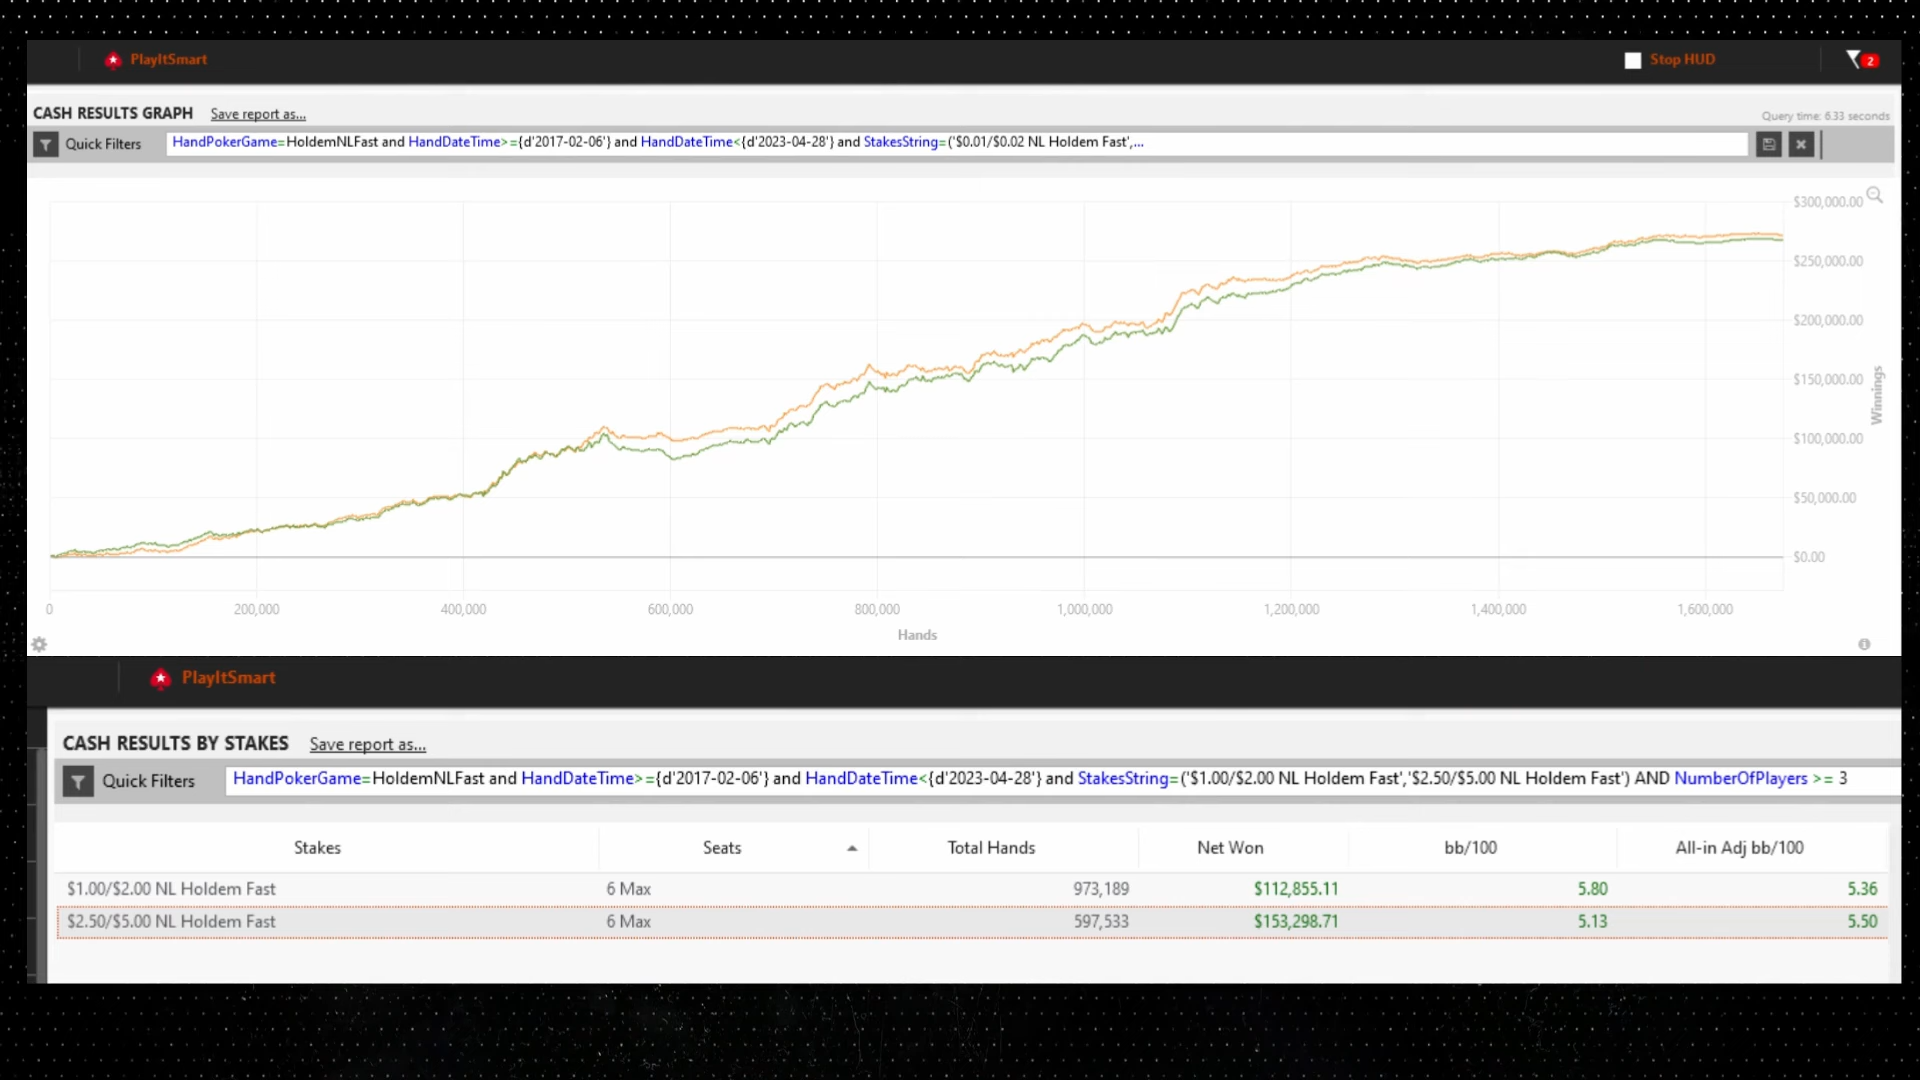 PlayItSmart
Stop HUD
2
CASH RESULTS GRAPH Save report as...
Query time: 6.33 seconds
Quick Filters HandPokerGame=HoldemNLFast and HandDateTime>={d'2017-02-06'} and HandDateTime<{d'2023-04-28'} and StakesString=('$0.01/$0.02 NL Holdem Fast',...
$300,000.00
$250,000.00
$200,000.00
$150,000.00
$100,000.00
$50,000.00
$0.00
Winnings
0 200,000 400,000 600,000 800,000 1,000,000 1,200,000 1,400,000 1,600,000
Hands
PlayItSmart
CASH RESULTS BY STAKES Save report as...
Quick Filters HandPokerGame=HoldemNLFast and HandDateTime>={d'2017-02-06'} and HandDateTime<{d'2023-04-28'} and StakesString=('$1.00/$2.00 NL Holdem Fast','$2.50/$5.00 NL Holdem Fast') AND NumberOfPlayers >= 3
Stakes Seats Total Hands Net Won bb/100 All-in Adj bb/100
$1.00/$2.00 NL Holdem Fast 6 Max 973,189 $112,855.11 5.80 5.36
$2.50/$5.00 NL Holdem Fast 6 Max 597,533 $153,298.71 5.13 5.50